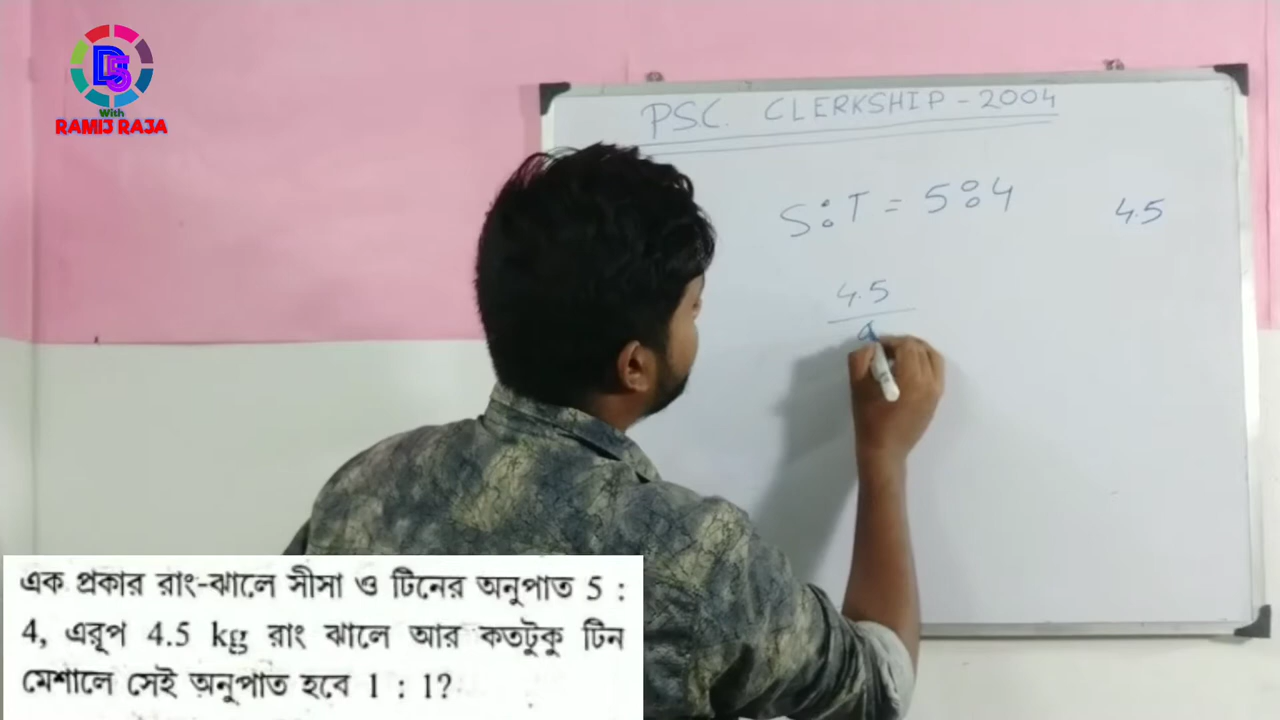 D5
With
RAMIJ RAJA
PSC. CLERKSHIP - 2004
S : T = 5 : 4
4.5
4.5
9
এক প্রকার রাং-ঝালে সীসা ও টিনের অনুপাত 5 :
4, এরূপ 4.5 kg রাং ঝালে আর কতটুকু টিন
মেশালে সেই অনুপাত হবে 1 : 1?